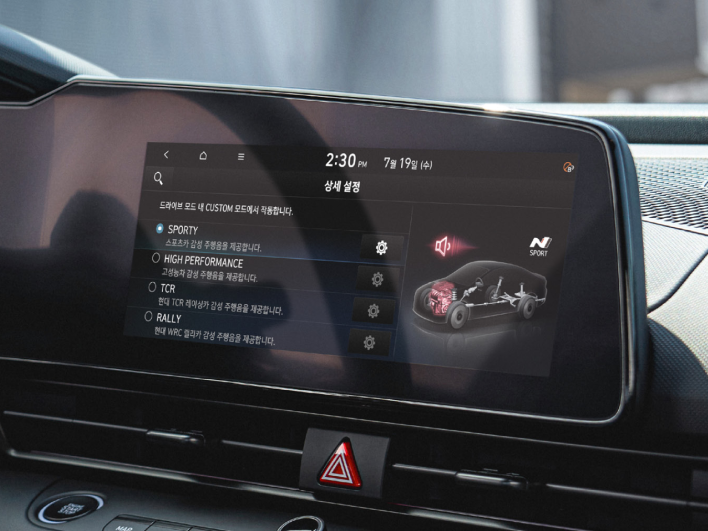 2:30 PM 7월 19일 (수)
상세 설정
드라이브 모드 내 CUSTOM 모드에서 작동합니다.
SPORTY
스포츠카 감성 주행음을 제공합니다.
HIGH PERFORMANCE
고성능차 감성 주행음을 제공합니다.
TCR
현대 TCR 레이싱카 감성 주행음을 제공합니다.
RALLY
현대 WRC 랠리카 감성 주행음을 제공합니다.
N
SPORT
MAP